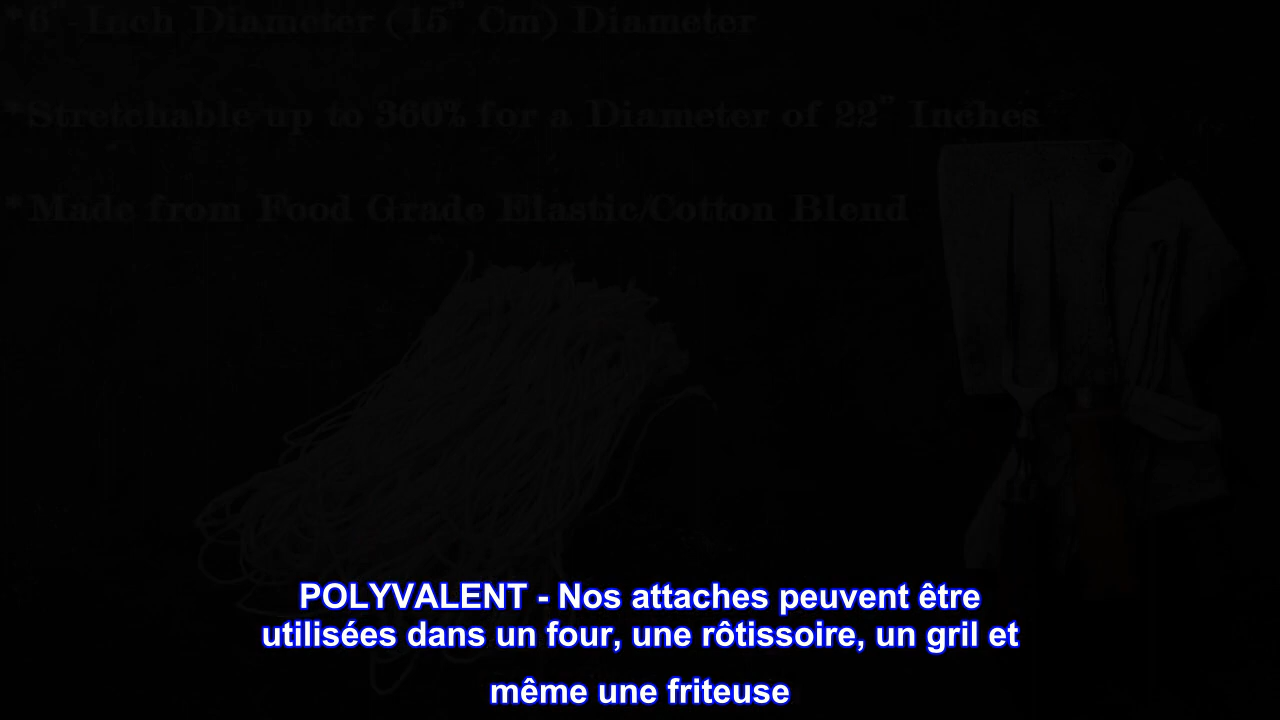 *6”-Inch Diameter (15” Cm) Diameter
*Stretchable up to 360% for a Diameter of 22” Inches
*Made from Food Grade Elastic/Cotton Blend
POLYVALENT - Nos attaches peuvent être
utilisées dans un four, une rôtissoire, un gril et
même une friteuse